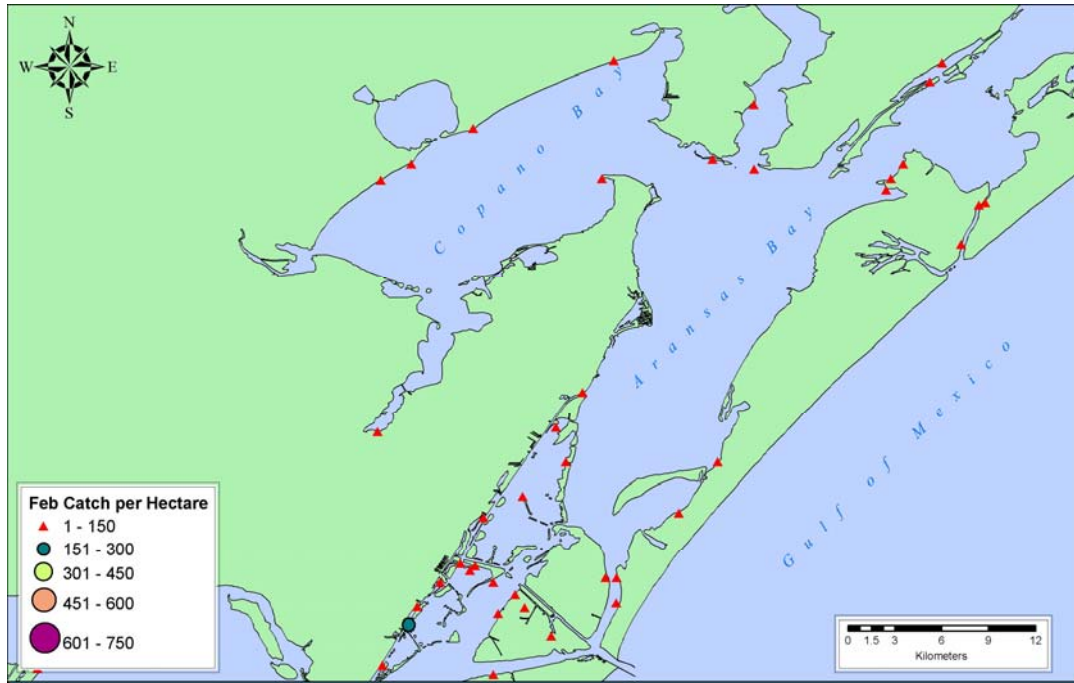 N
W E
S
Copano Bay
Aransas Bay
Gulf of Mexico
Feb Catch per Hectare
1 - 150
151 - 300
301 - 450
451 - 600
601 - 750
0 1.5 3 6 9 12
Kilometers